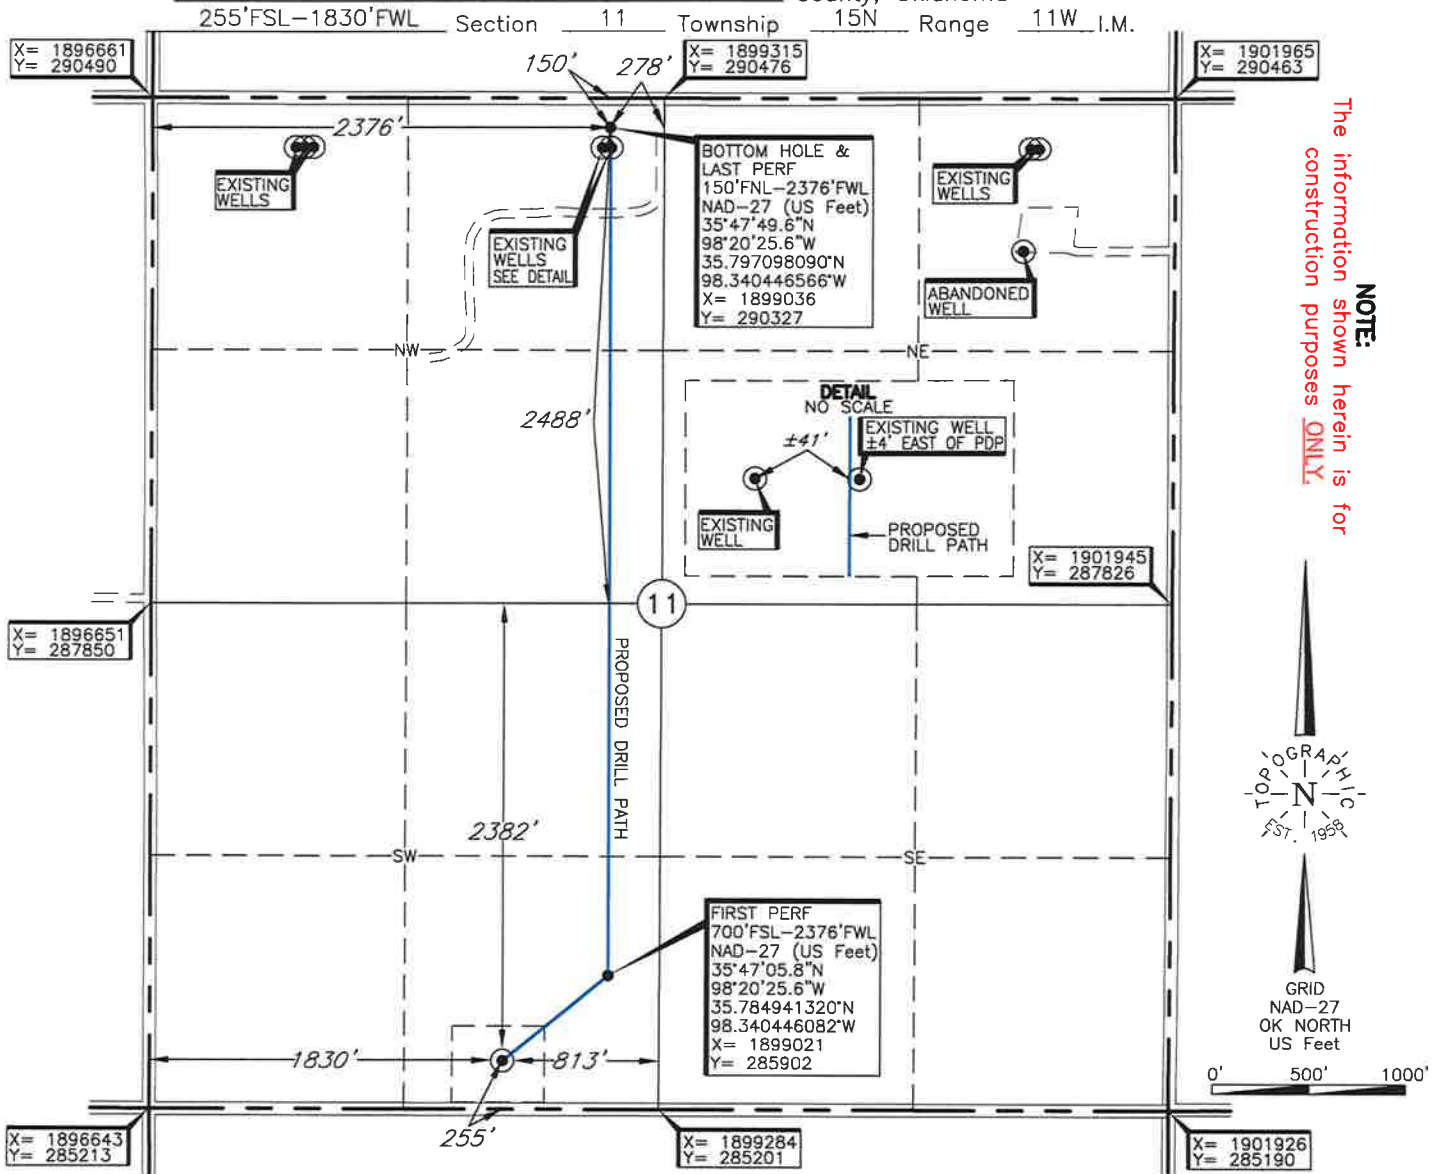 County, Oklahoma
255'FSL-1830'FWL Section 11 Township 15N Range 11W I.M.
X= 1896661
Y= 290490
150'
278'
X= 1899315
Y= 290476
X= 1901965
Y= 290463
2376'
EXISTING
WELLS
EXISTING
WELLS
SEE DETAIL
BOTTOM HOLE &
LAST PERF
150'FNL-2376'FWL
NAD-27 (US Feet)
35°47'49.6"N
98°20'25.6"W
35.797098090°N
98.340446566°W
X= 1899036
Y= 290327
EXISTING
WELLS
ABANDONED
WELL
NOTE:
The information shown herein is for
construction purposes ONLY.
NW
NE
2488'
DETAIL
NO SCALE
±41'
EXISTING WELL
±4' EAST OF PDP
EXISTING
WELL
PROPOSED
DRILL PATH
X= 1901945
Y= 287826
11
X= 1896651
Y= 287850
PROPOSED DRILL PATH
2382'
SW
SE
TOPOGRAPHIC
N
EST. 1958
FIRST PERF
700'FSL-2376'FWL
NAD-27 (US Feet)
35°47'05.8"N
98°20'25.6"W
35.784941320°N
98.340446082°W
X= 1899021
Y= 285902
GRID
NAD-27
OK NORTH
US Feet
0' 500' 1000'
1830'
813'
255'
X= 1896643
Y= 285213
X= 1899284
Y= 285201
X= 1901926
Y= 285190